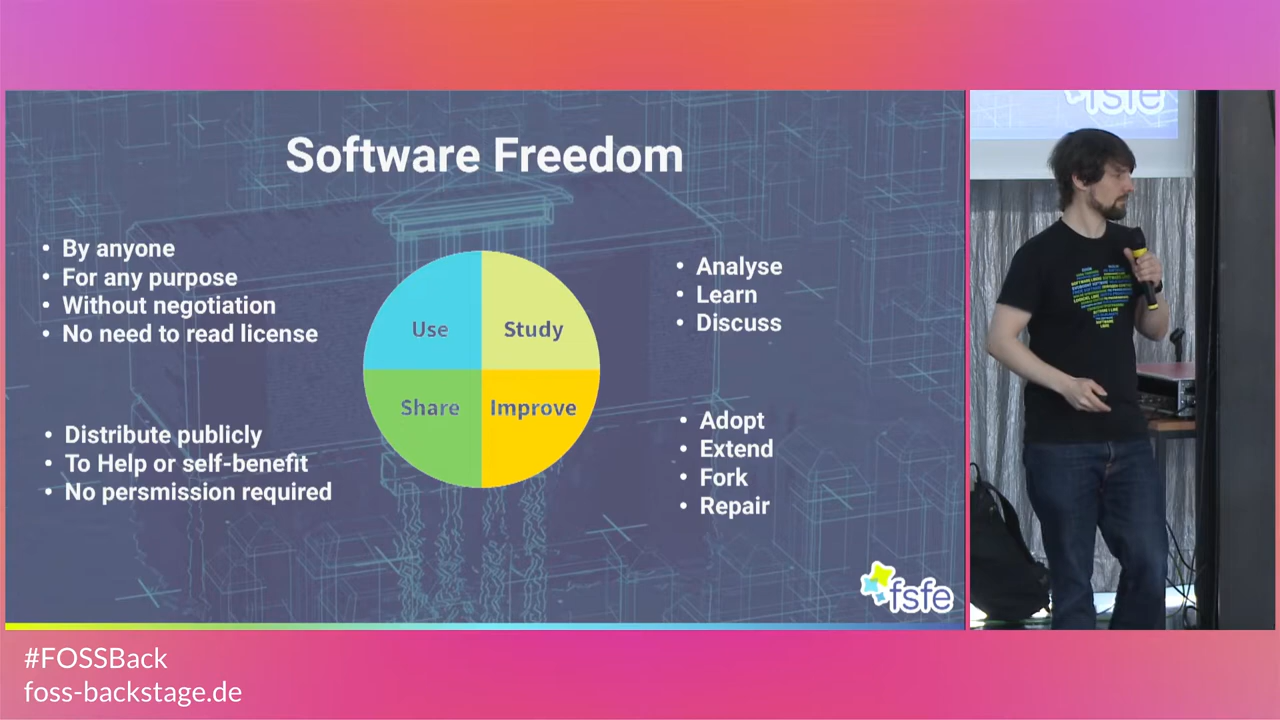 Software Freedom
By anyone
For any purpose
Without negotiation
No need to read license
Analyse
Learn
Discuss
Use
Study
Share
Improve
Distribute publicly
To Help or self-benefit
No persmission required
Adopt
Extend
Fork
Repair
fsfe
fsfe
#FOSSBack
foss-backstage.de